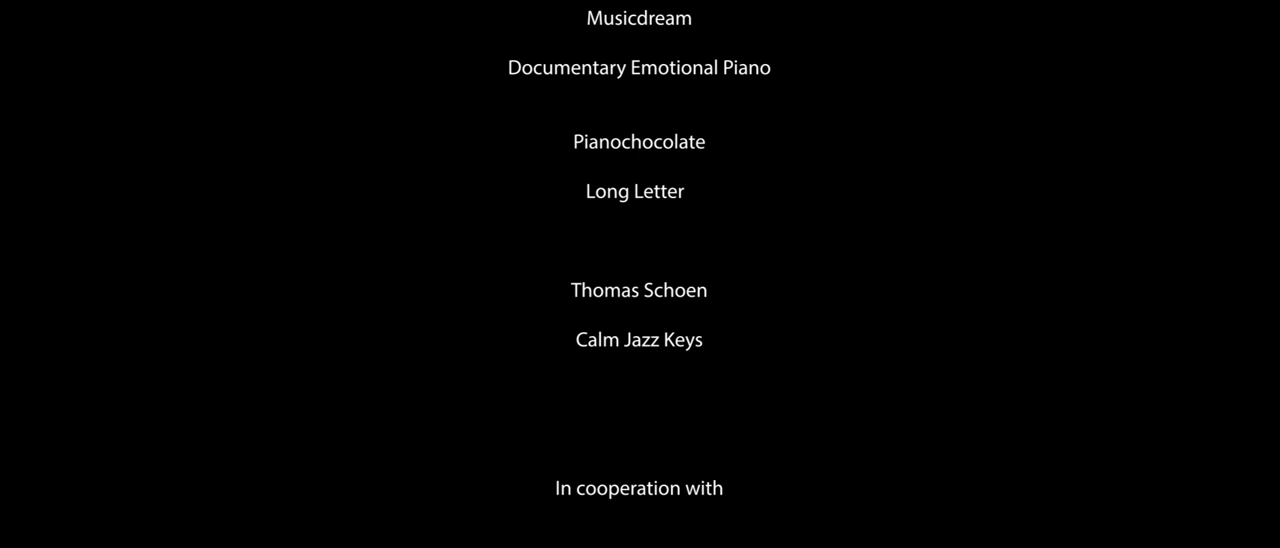 Musicdream
Documentary Emotional Piano
Pianochocolate
Long Letter
Thomas Schoen
Calm Jazz Keys
In cooperation with